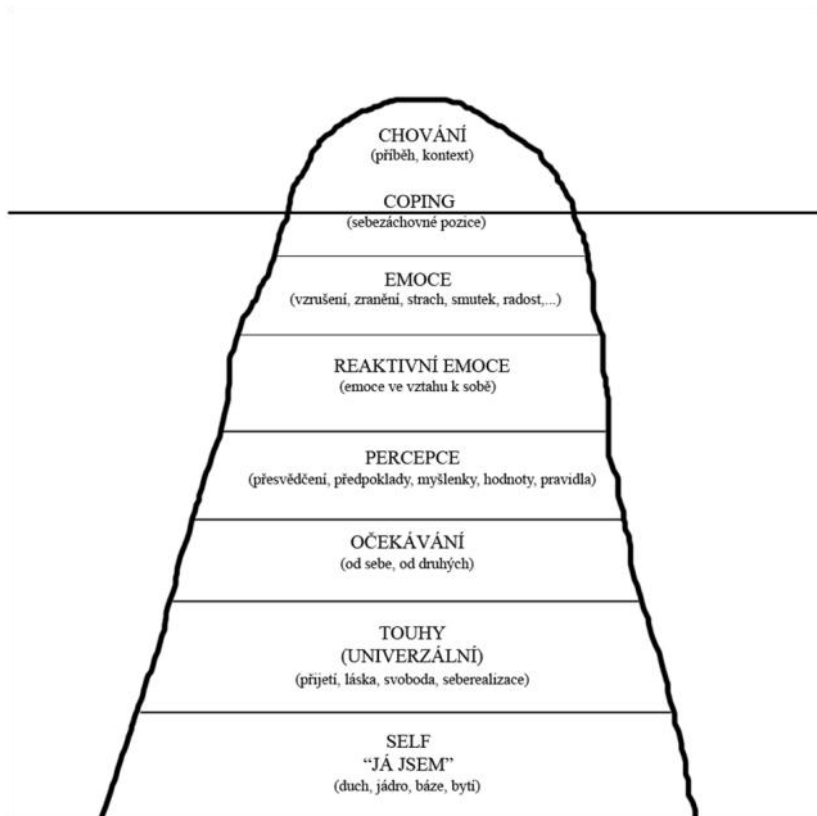 CHOVÁNÍ
(příběh, kontext)
COPING
(sebezáchovné pozice)
EMOCE
(vzrušení, zranění, strach, smutek, radost,...)
REAKTIVNÍ EMOCE
(emoce ve vztahu k sobě)
PERCEPCE
(přesvědčení, předpoklady, myšlenky, hodnoty, pravidla)
OČEKÁVÁNÍ
(od sebe, od druhých)
TOUHY
(UNIVERZÁLNÍ)
(přijetí, láska, svoboda, seberealizace)
SELF
“JÁ JSEM”
(duch, jádro, báze, bytí)